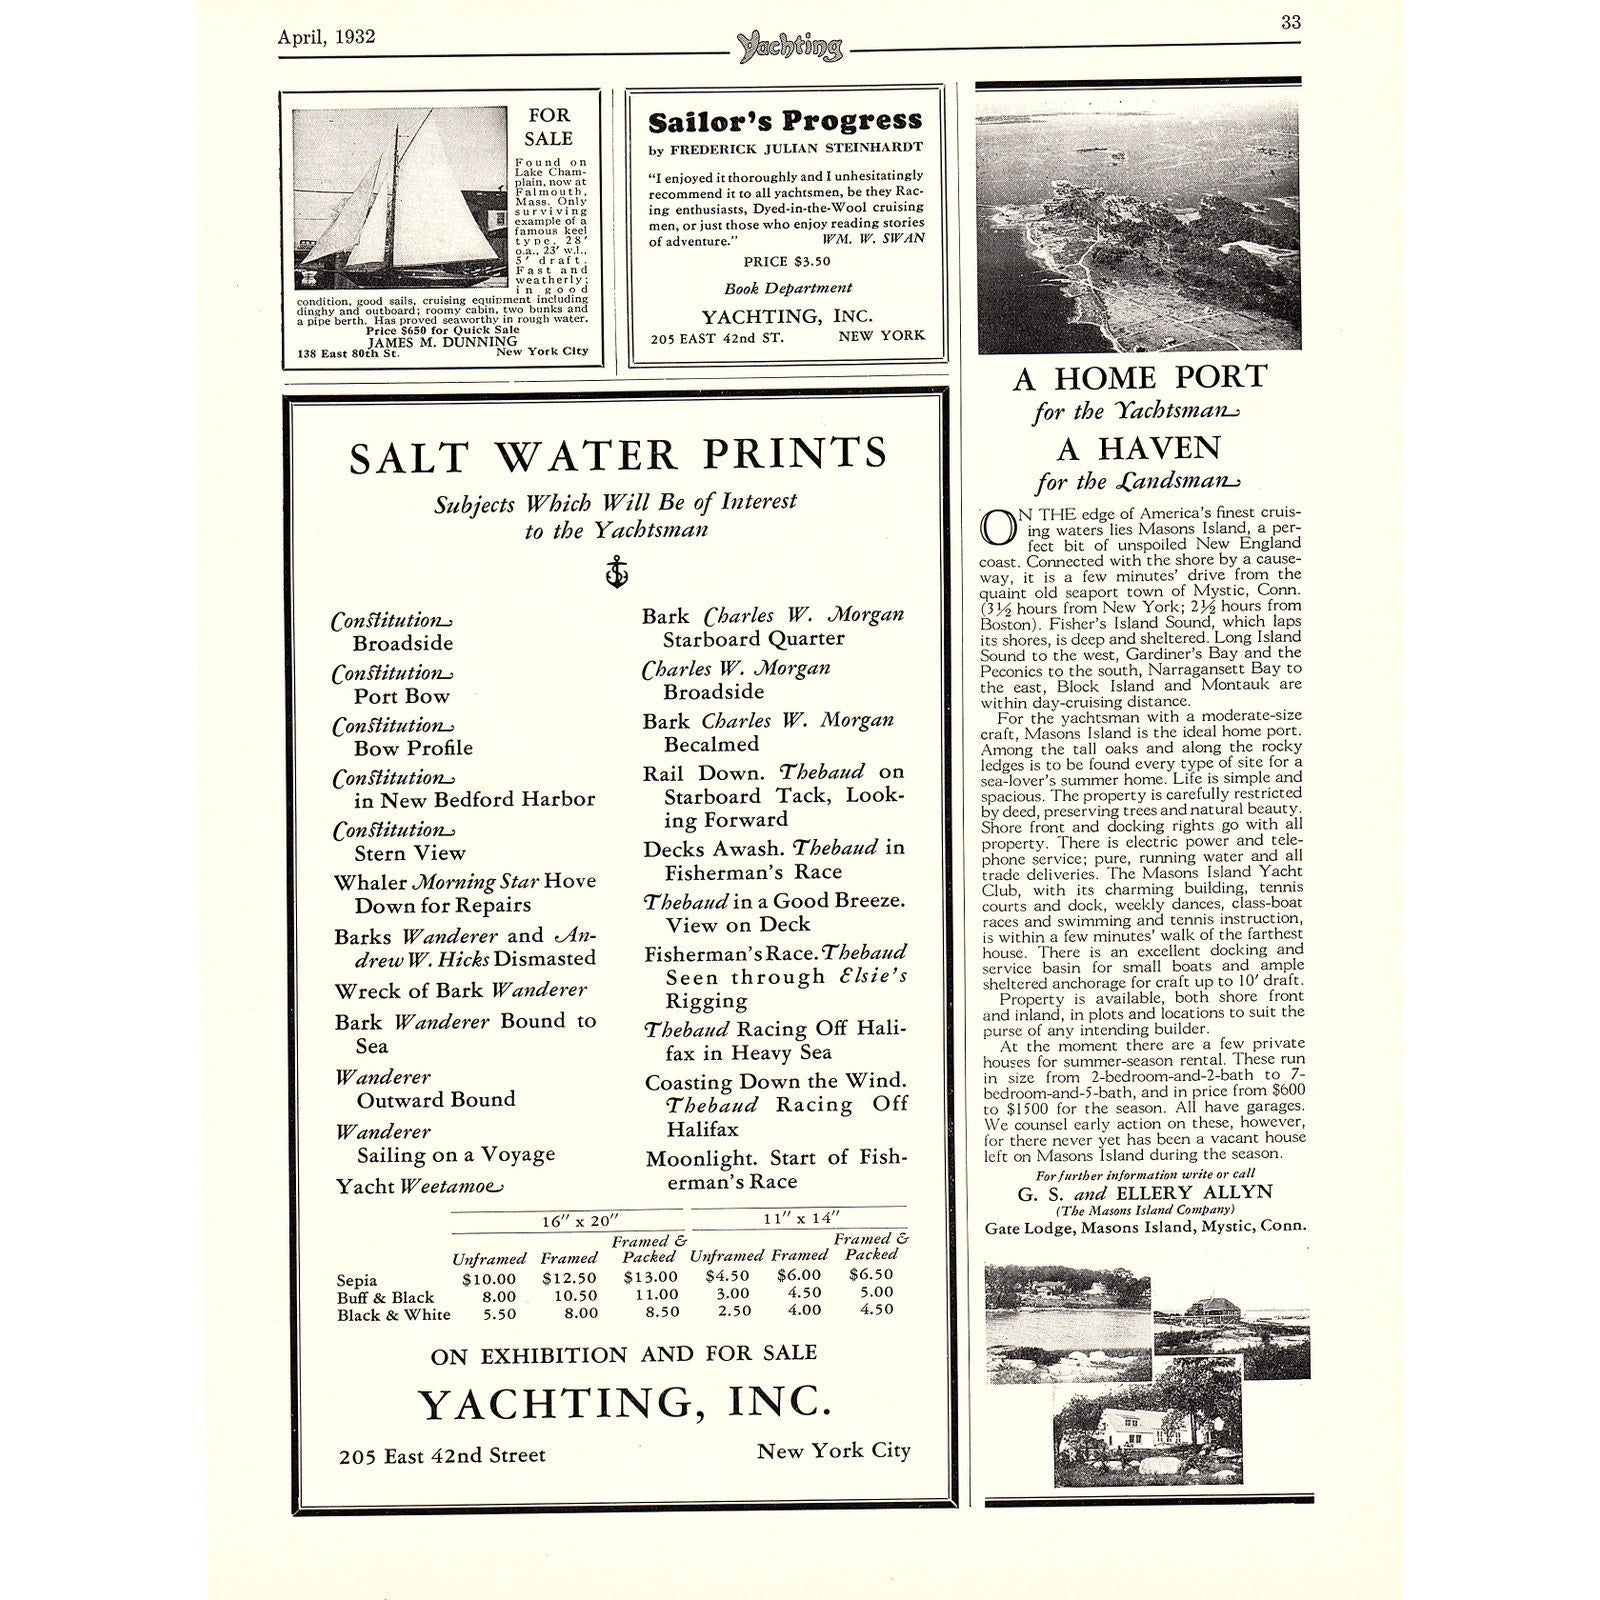 April, 1932
Yachting
33
FOR
SALE
Found on
Lake Cham-
plain, now at
Falmouth,
Mass. Only
surviving
example of a
famous keel
type. 28'
o.a., 23' w.l.,
5' draft.
Fast and
weatherly;
in good
condition, good sails, cruising equipment including
dinghy and outboard; roomy cabin, two bunks and
a pipe berth. Has proved seaworthy in rough water.
Price $650 for Quick Sale
JAMES M. DUNNING
138 East 80th St. New York City
Sailor's Progress
by FREDERICK JULIAN STEINHARDT
“I enjoyed it thoroughly and I unhesitatingly
recommend it to all yachtsmen, be they Rac-
ing enthusiasts, Dyed-in-the-Wool cruising
men, or just those who enjoy reading stories
of adventure.” WM. W. SWAN
PRICE $3.50
Book Department
YACHTING, INC.
205 EAST 42nd ST. NEW YORK
SALT WATER PRINTS
Subjects Which Will Be of Interest
to the Yachtsman
Constitution
Broadside
Constitution
Port Bow
Constitution
Bow Profile
Constitution
in New Bedford Harbor
Constitution
Stern View
Whaler Morning Star Hove
Down for Repairs
Barks Wanderer and An-
drew W. Hicks Dismasted
Wreck of Bark Wanderer
Bark Wanderer Bound to
Sea
Wanderer
Outward Bound
Wanderer
Sailing on a Voyage
Yacht Weetamoe
Bark Charles W. Morgan
Starboard Quarter
Charles W. Morgan
Broadside
Bark Charles W. Morgan
Becalmed
Rail Down. Thebaud on
Starboard Tack, Look-
ing Forward
Decks Awash. Thebaud in
Fisherman's Race
Thebaud in a Good Breeze.
View on Deck
Fisherman's Race. Thebaud
Seen through Elsie's
Rigging
Thebaud Racing Off Hali-
fax in Heavy Sea
Coasting Down the Wind.
Thebaud Racing Off
Halifax
Moonlight. Start of Fish-
erman's Race
16" x 20" 11" x 14"
Framed & Framed &
Unframed Framed Packed Unframed Framed Packed
Sepia $10.00 $12.50 $13.00 $4.50 $6.00 $6.50
Buff & Black 8.00 10.50 11.00 3.00 4.50 5.00
Black & White 5.50 8.00 8.50 2.50 4.00 4.50
ON EXHIBITION AND FOR SALE
YACHTING, INC.
205 East 42nd Street New York City
A HOME PORT
for the Yachtsman
A HAVEN
for the Landsman
ON THE edge of America's finest cruis-
ing waters lies Masons Island, a per-
fect bit of unspoiled New England
coast. Connected with the shore by a cause-
way, it is a few minutes' drive from the
quaint old seaport town of Mystic, Conn.
(3½ hours from New York; 2½ hours from
Boston). Fisher's Island Sound, which laps
its shores, is deep and sheltered. Long Island
Sound to the west, Gardiner's Bay and the
Peconics to the south, Narragansett Bay to
the east, Block Island and Montauk are
within day-cruising distance.
For the yachtsman with a moderate-size
craft, Masons Island is the ideal home port.
Among the tall oaks and along the rocky
ledges is to be found every type of site for a
sea-lover's summer home. Life is simple and
spacious. The property is carefully restricted
by deed, preserving trees and natural beauty.
Shore front and docking rights go with all
property. There is electric power and tele-
phone service; pure, running water and all
trade deliveries. The Masons Island Yacht
Club, with its charming building, tennis
courts and dock, weekly dances, class-boat
races and swimming and tennis instruction,
is within a few minutes' walk of the farthest
house. There is an excellent docking and
service basin for small boats and ample
sheltered anchorage for craft up to 10' draft.
Property is available, both shore front
and inland, in plots and locations to suit the
purse of any intending builder.
At the moment there are a few private
houses for summer-season rental. These run
in size from 2-bedroom-and-2-bath to 7-
bedroom-and-5-bath, and in price from $600
to $1500 for the season. All have garages.
We counsel early action on these, however,
for there never yet has been a vacant house
left on Masons Island during the season.
For further information write or call
G. S. and ELLERY ALLYN
(The Masons Island Company)
Gate Lodge, Masons Island, Mystic, Conn.